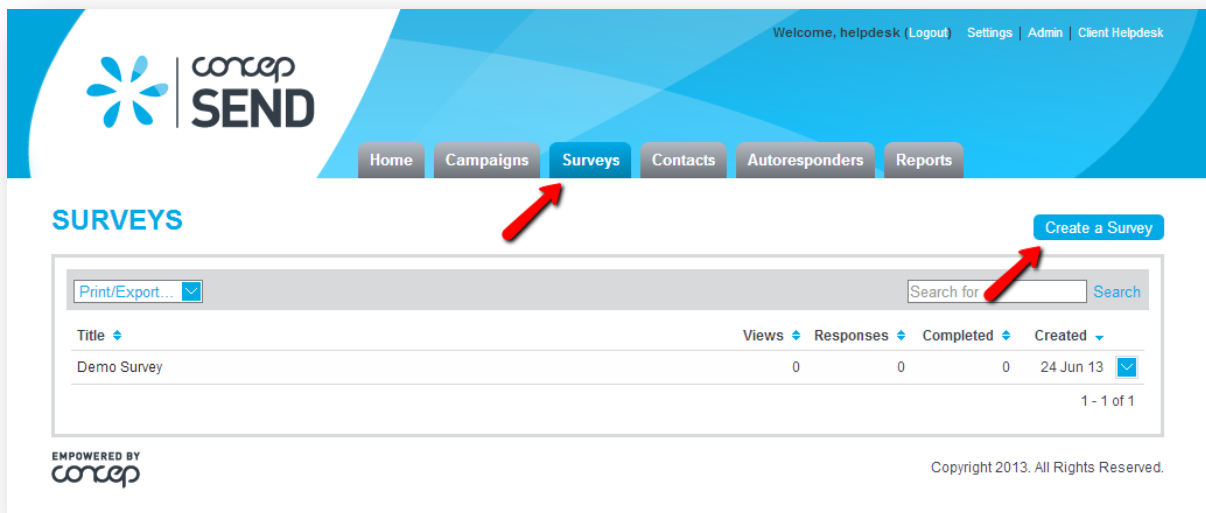 Welcome, helpdesk (Logout) Settings | Admin | Client Helpdesk
concep
SEND
Home Campaigns Surveys Contacts Autoresponders Reports
SURVEYS
Create a Survey
Print/Export... Search for Search
Title Views Responses Completed Created
Demo Survey 0 0 0 24 Jun 13
1 - 1 of 1
EMPOWERED BY
concep
Copyright 2013. All Rights Reserved.